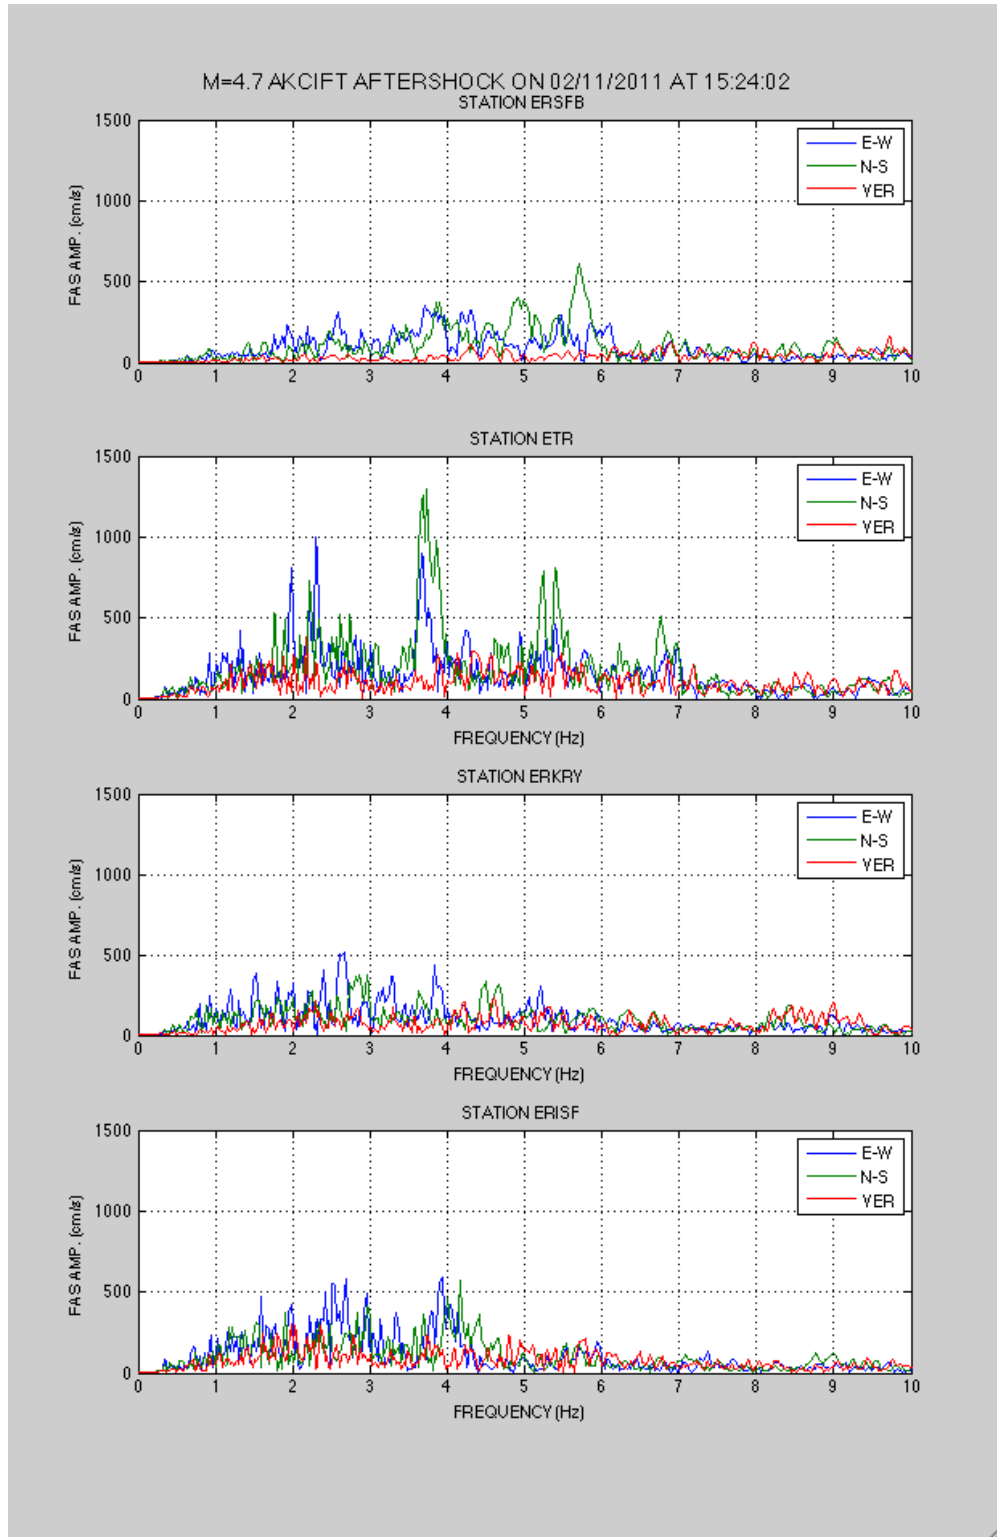 M=4.7 AKCIFT AFTERSHOCK ON 02/11/2011 AT 15:24:02
STATION ERSFB
1500
1000
500
0
FAS AMP. (cm/s)
E-W
N-S
VER
0 1 2 3 4 5 6 7 8 9 10
STATION ETR
1500
1000
500
0
FAS AMP. (cm/s)
E-W
N-S
VER
0 1 2 3 4 5 6 7 8 9 10
FREQUENCY (Hz)
STATION ERKRY
1500
1000
500
0
FAS AMP. (cm/s)
E-W
N-S
VER
0 1 2 3 4 5 6 7 8 9 10
FREQUENCY (Hz)
STATION ERISF
1500
1000
500
0
FAS AMP. (cm/s)
E-W
N-S
VER
0 1 2 3 4 5 6 7 8 9 10
FREQUENCY (Hz)